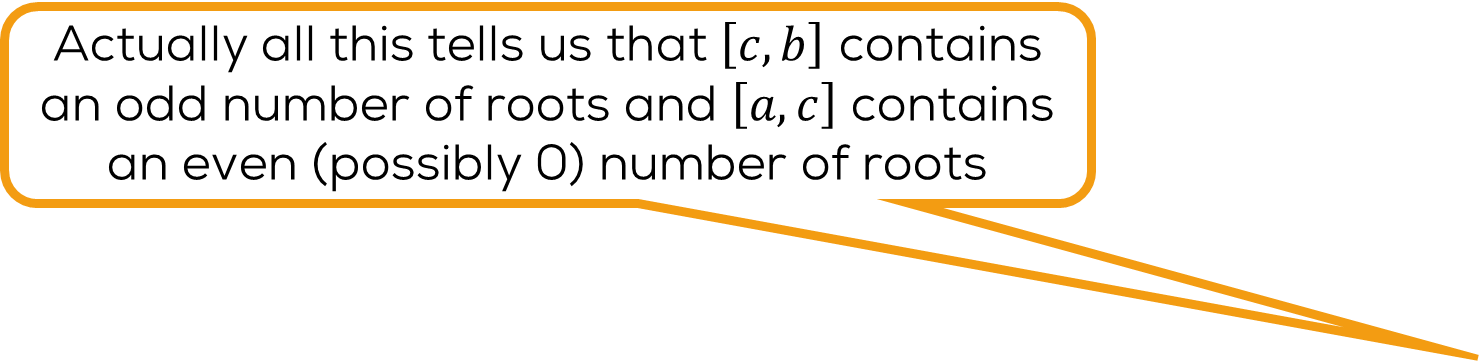 Actually all this tells us that [c, b] contains
an odd number of roots and [a, c] contains
an even (possibly 0) number of roots